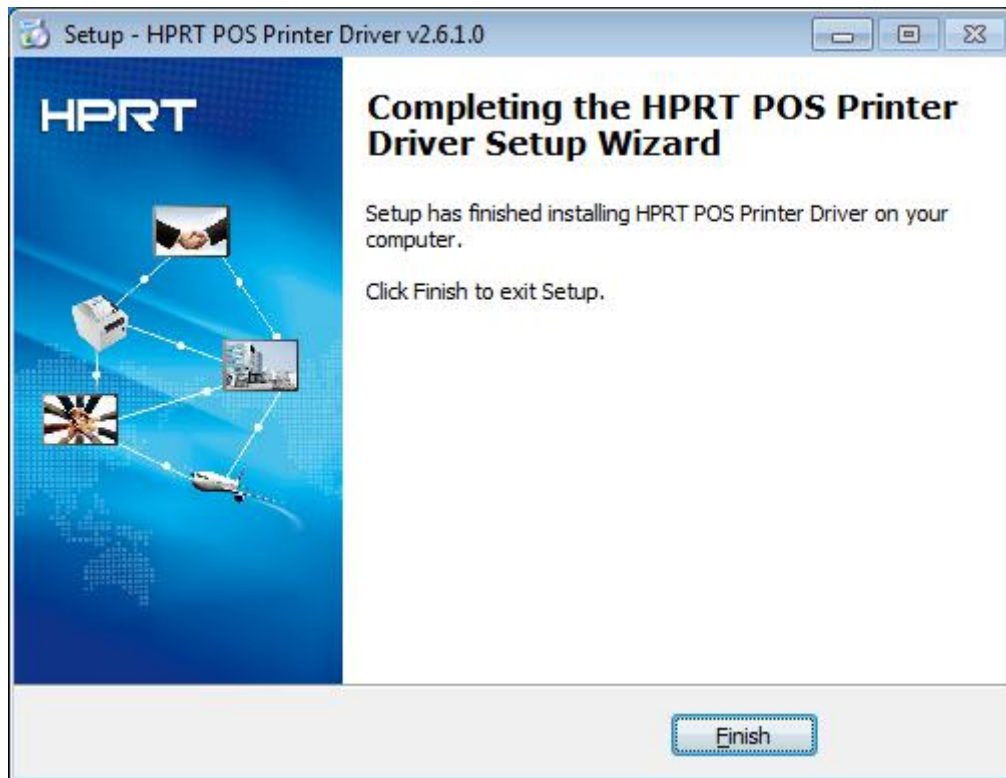 Setup - HPRT POS Printer Driver v2.6.1.0
HPRT
Completing the HPRT POS Printer
Driver Setup Wizard
Setup has finished installing HPRT POS Printer Driver on your
computer.
Click Finish to exit Setup.
Finish